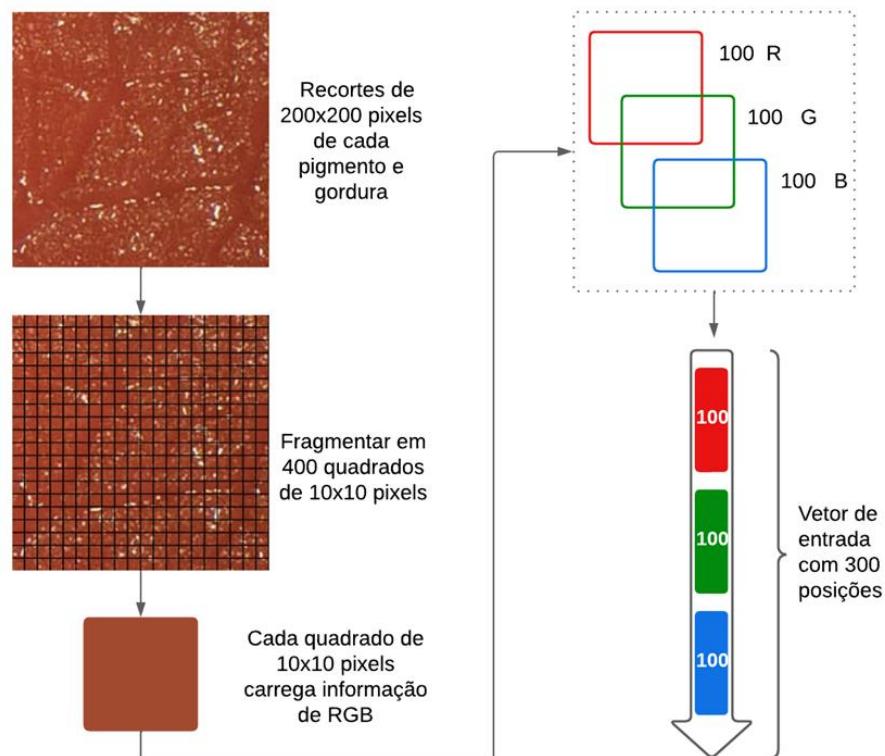 Recortes de
200x200 pixels
de cada
pigmento e
gordura
Fragmentar em
400 quadrados
de 10x10 pixels
Cada quadrado de
10x10 pixels
carrega informação
de RGB
100 R
100 G
100 B
100
100
100
Vetor de
entrada
com 300
posições